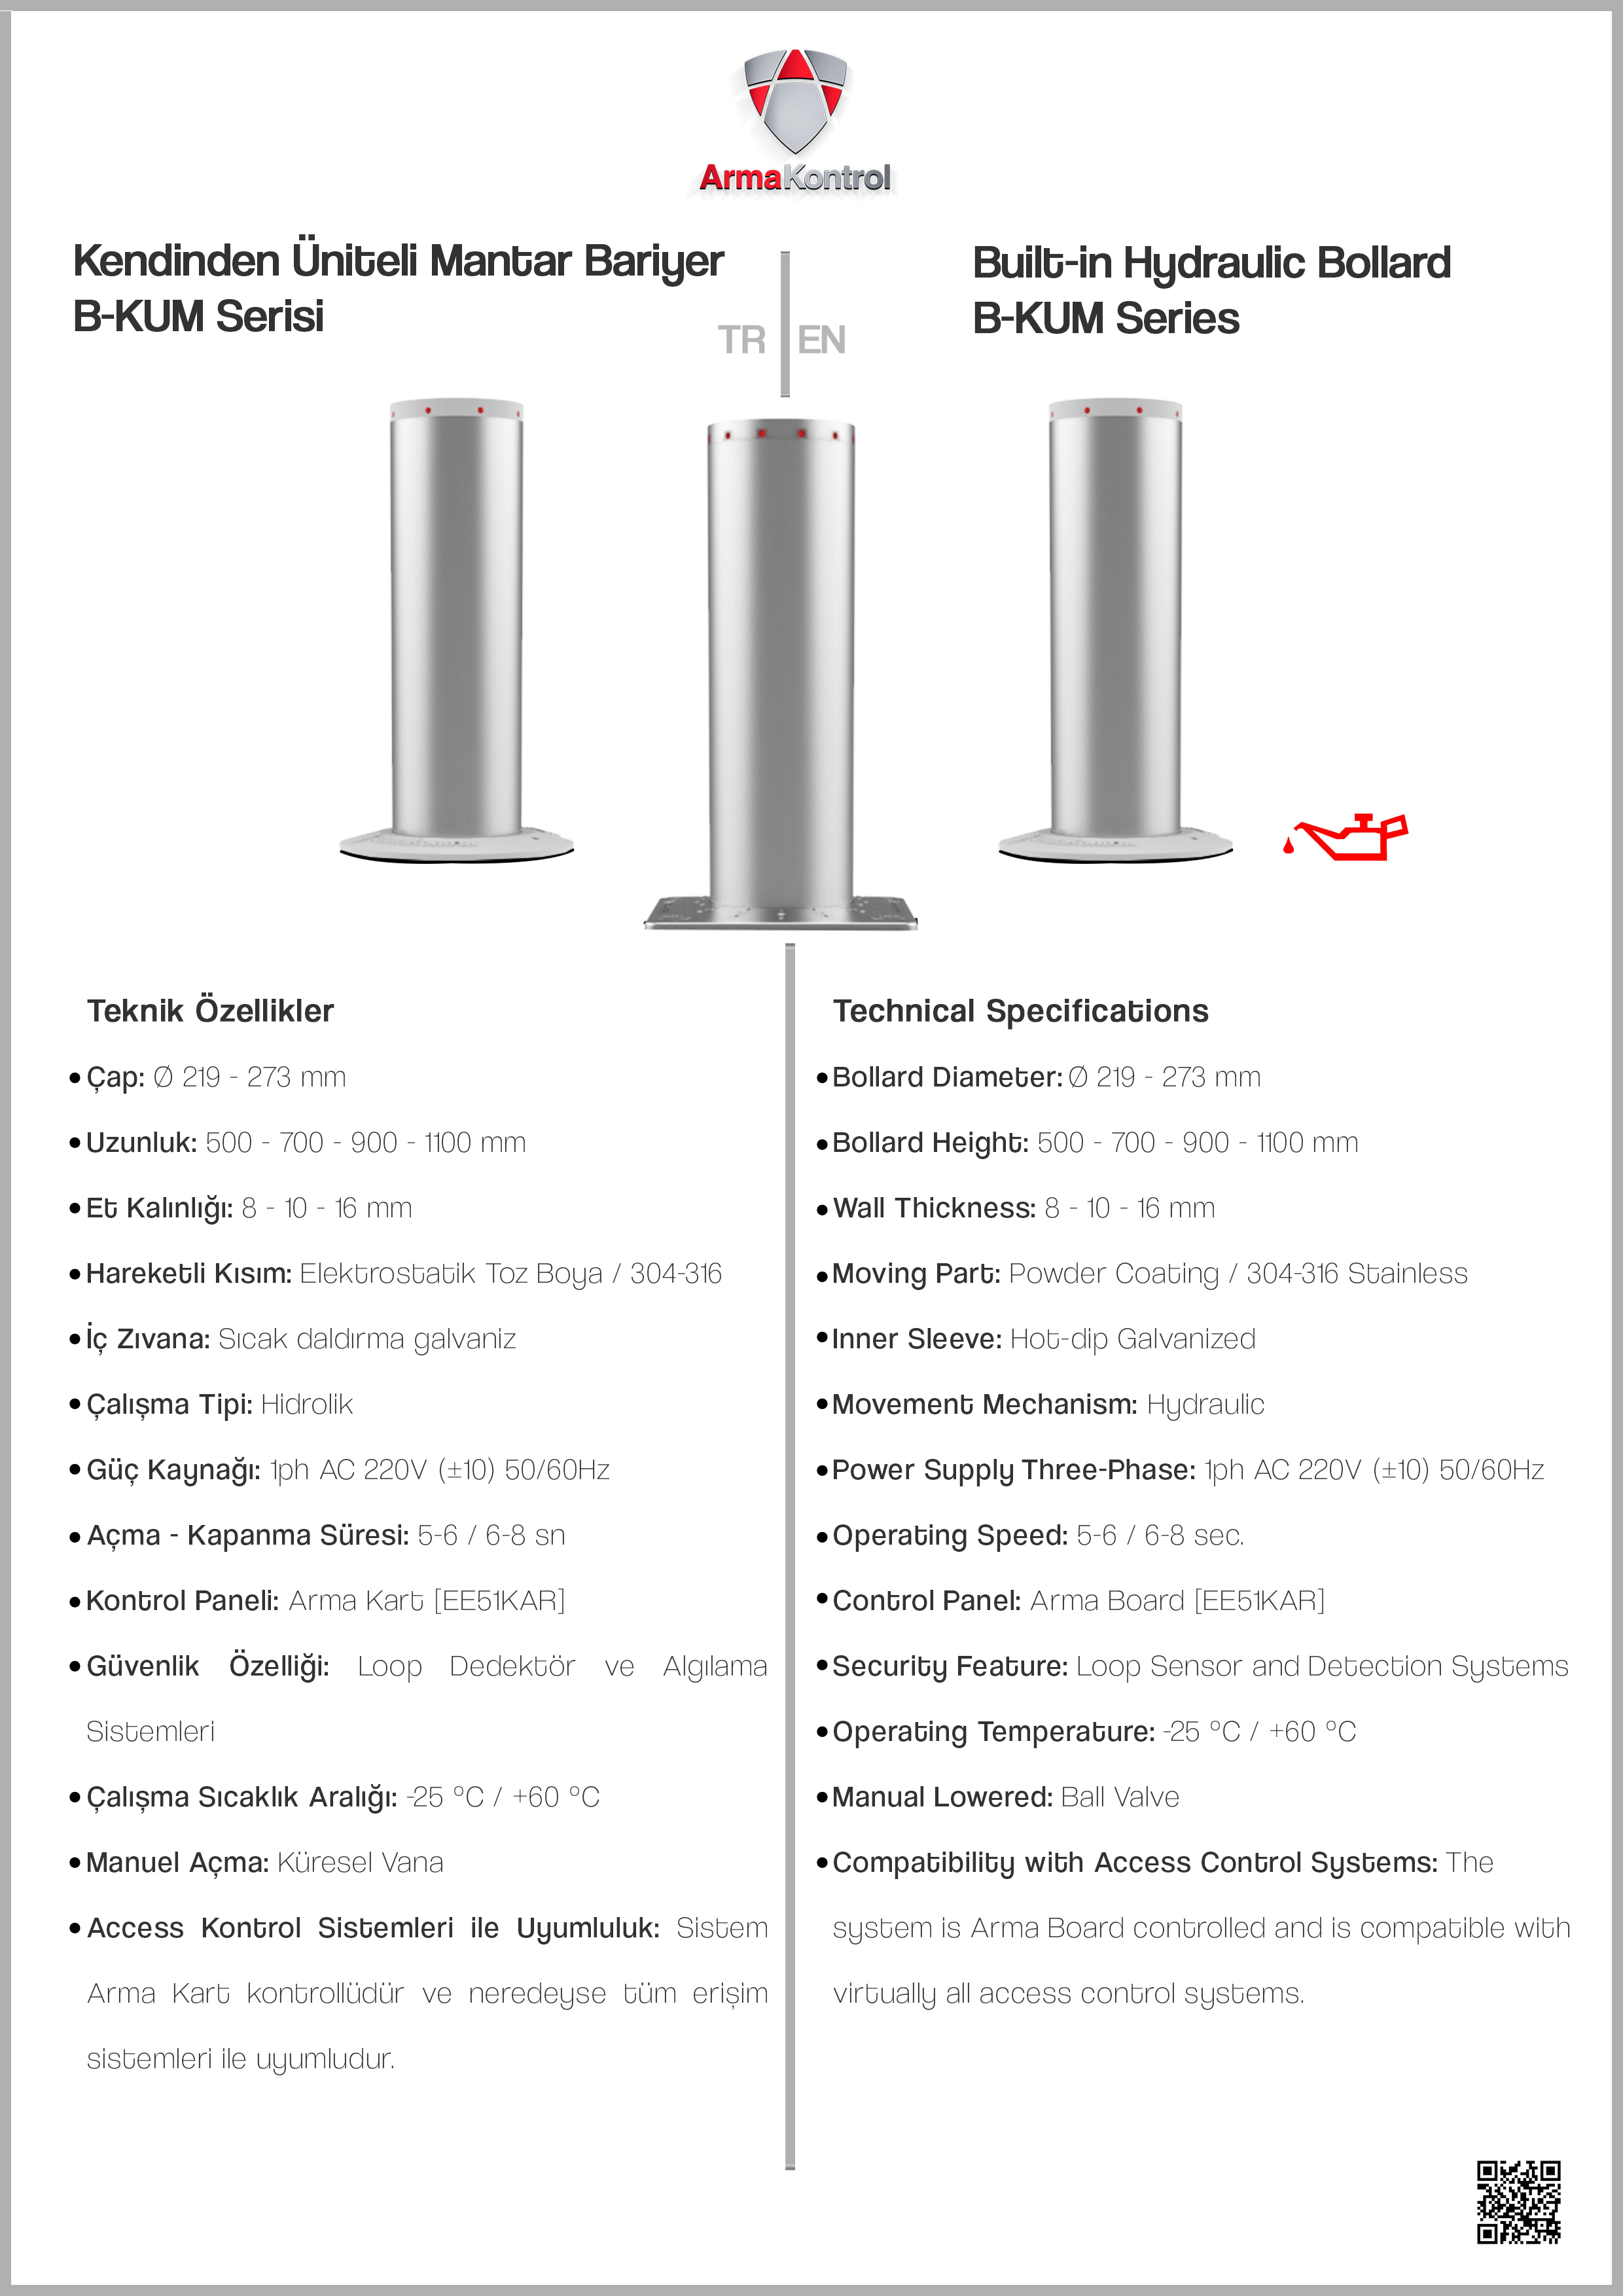 ArmaKontrol
Kendinden Üniteli Mantar Bariyer
B-KUM Serisi
TR
EN
Built-in Hydraulic Bollard
B-KUM Series
Teknik Özellikler
• Çap: Ø 219 - 273 mm
• Uzunluk: 500 - 700 - 900 - 1100 mm
• Et Kalınlığı: 8 - 10 - 16 mm
• Hareketli Kısım: Elektrostatik Toz Boya / 304-316
• İç Zıvana: Sıcak daldırma galvaniz
• Çalışma Tipi: Hidrolik
• Güç Kaynağı: 1ph AC 220V (±10) 50/60Hz
• Açma - Kapanma Süresi: 5-6 / 6-8 sn
• Kontrol Paneli: Arma Kart [EE51KAR]
• Güvenlik Özelliği: Loop Dedektör ve Algılama
Sistemleri
• Çalışma Sıcaklık Aralığı: -25 ºC / +60 ºC
• Manuel Açma: Küresel Vana
• Access Kontrol Sistemleri ile Uyumluluk: Sistem
Arma Kart kontrollüdür ve neredeyse tüm erişim
sistemleri ile uyumludur.
Technical Specifications
• Bollard Diameter: Ø 219 - 273 mm
• Bollard Height: 500 - 700 - 900 - 1100 mm
• Wall Thickness: 8 - 10 - 16 mm
• Moving Part: Powder Coating / 304-316 Stainless
• Inner Sleeve: Hot-dip Galvanized
• Movement Mechanism: Hydraulic
• Power Supply Three-Phase: 1ph AC 220V (±10) 50/60Hz
• Operating Speed: 5-6 / 6-8 sec.
• Control Panel: Arma Board [EE51KAR]
• Security Feature: Loop Sensor and Detection Systems
• Operating Temperature: -25 ºC / +60 ºC
• Manual Lowered: Ball Valve
• Compatibility with Access Control Systems: The
system is Arma Board controlled and is compatible with
virtually all access control systems.